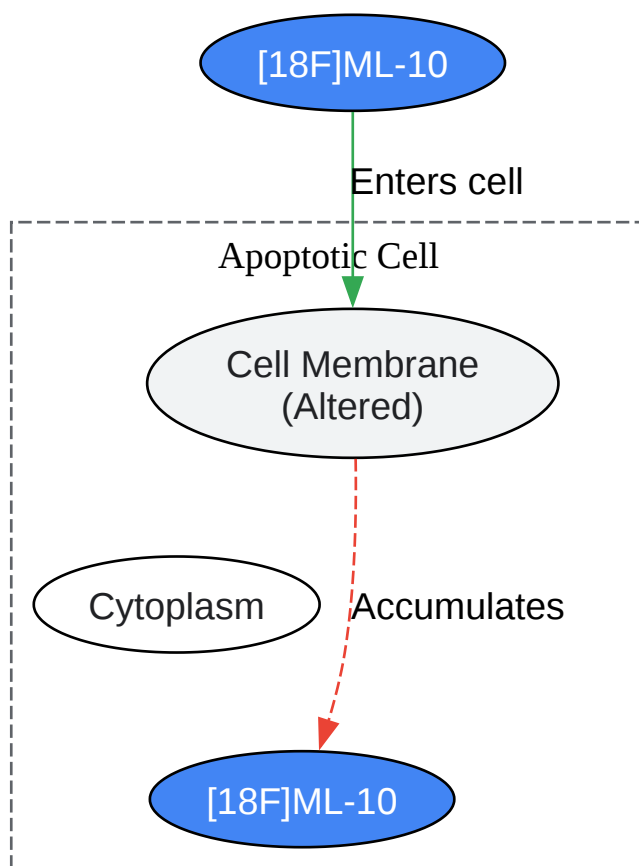 [18F]ML-10
Enters cell
Apoptotic Cell
Cell Membrane
(Altered)
Cytoplasm
Accumulates
[18F]ML-10